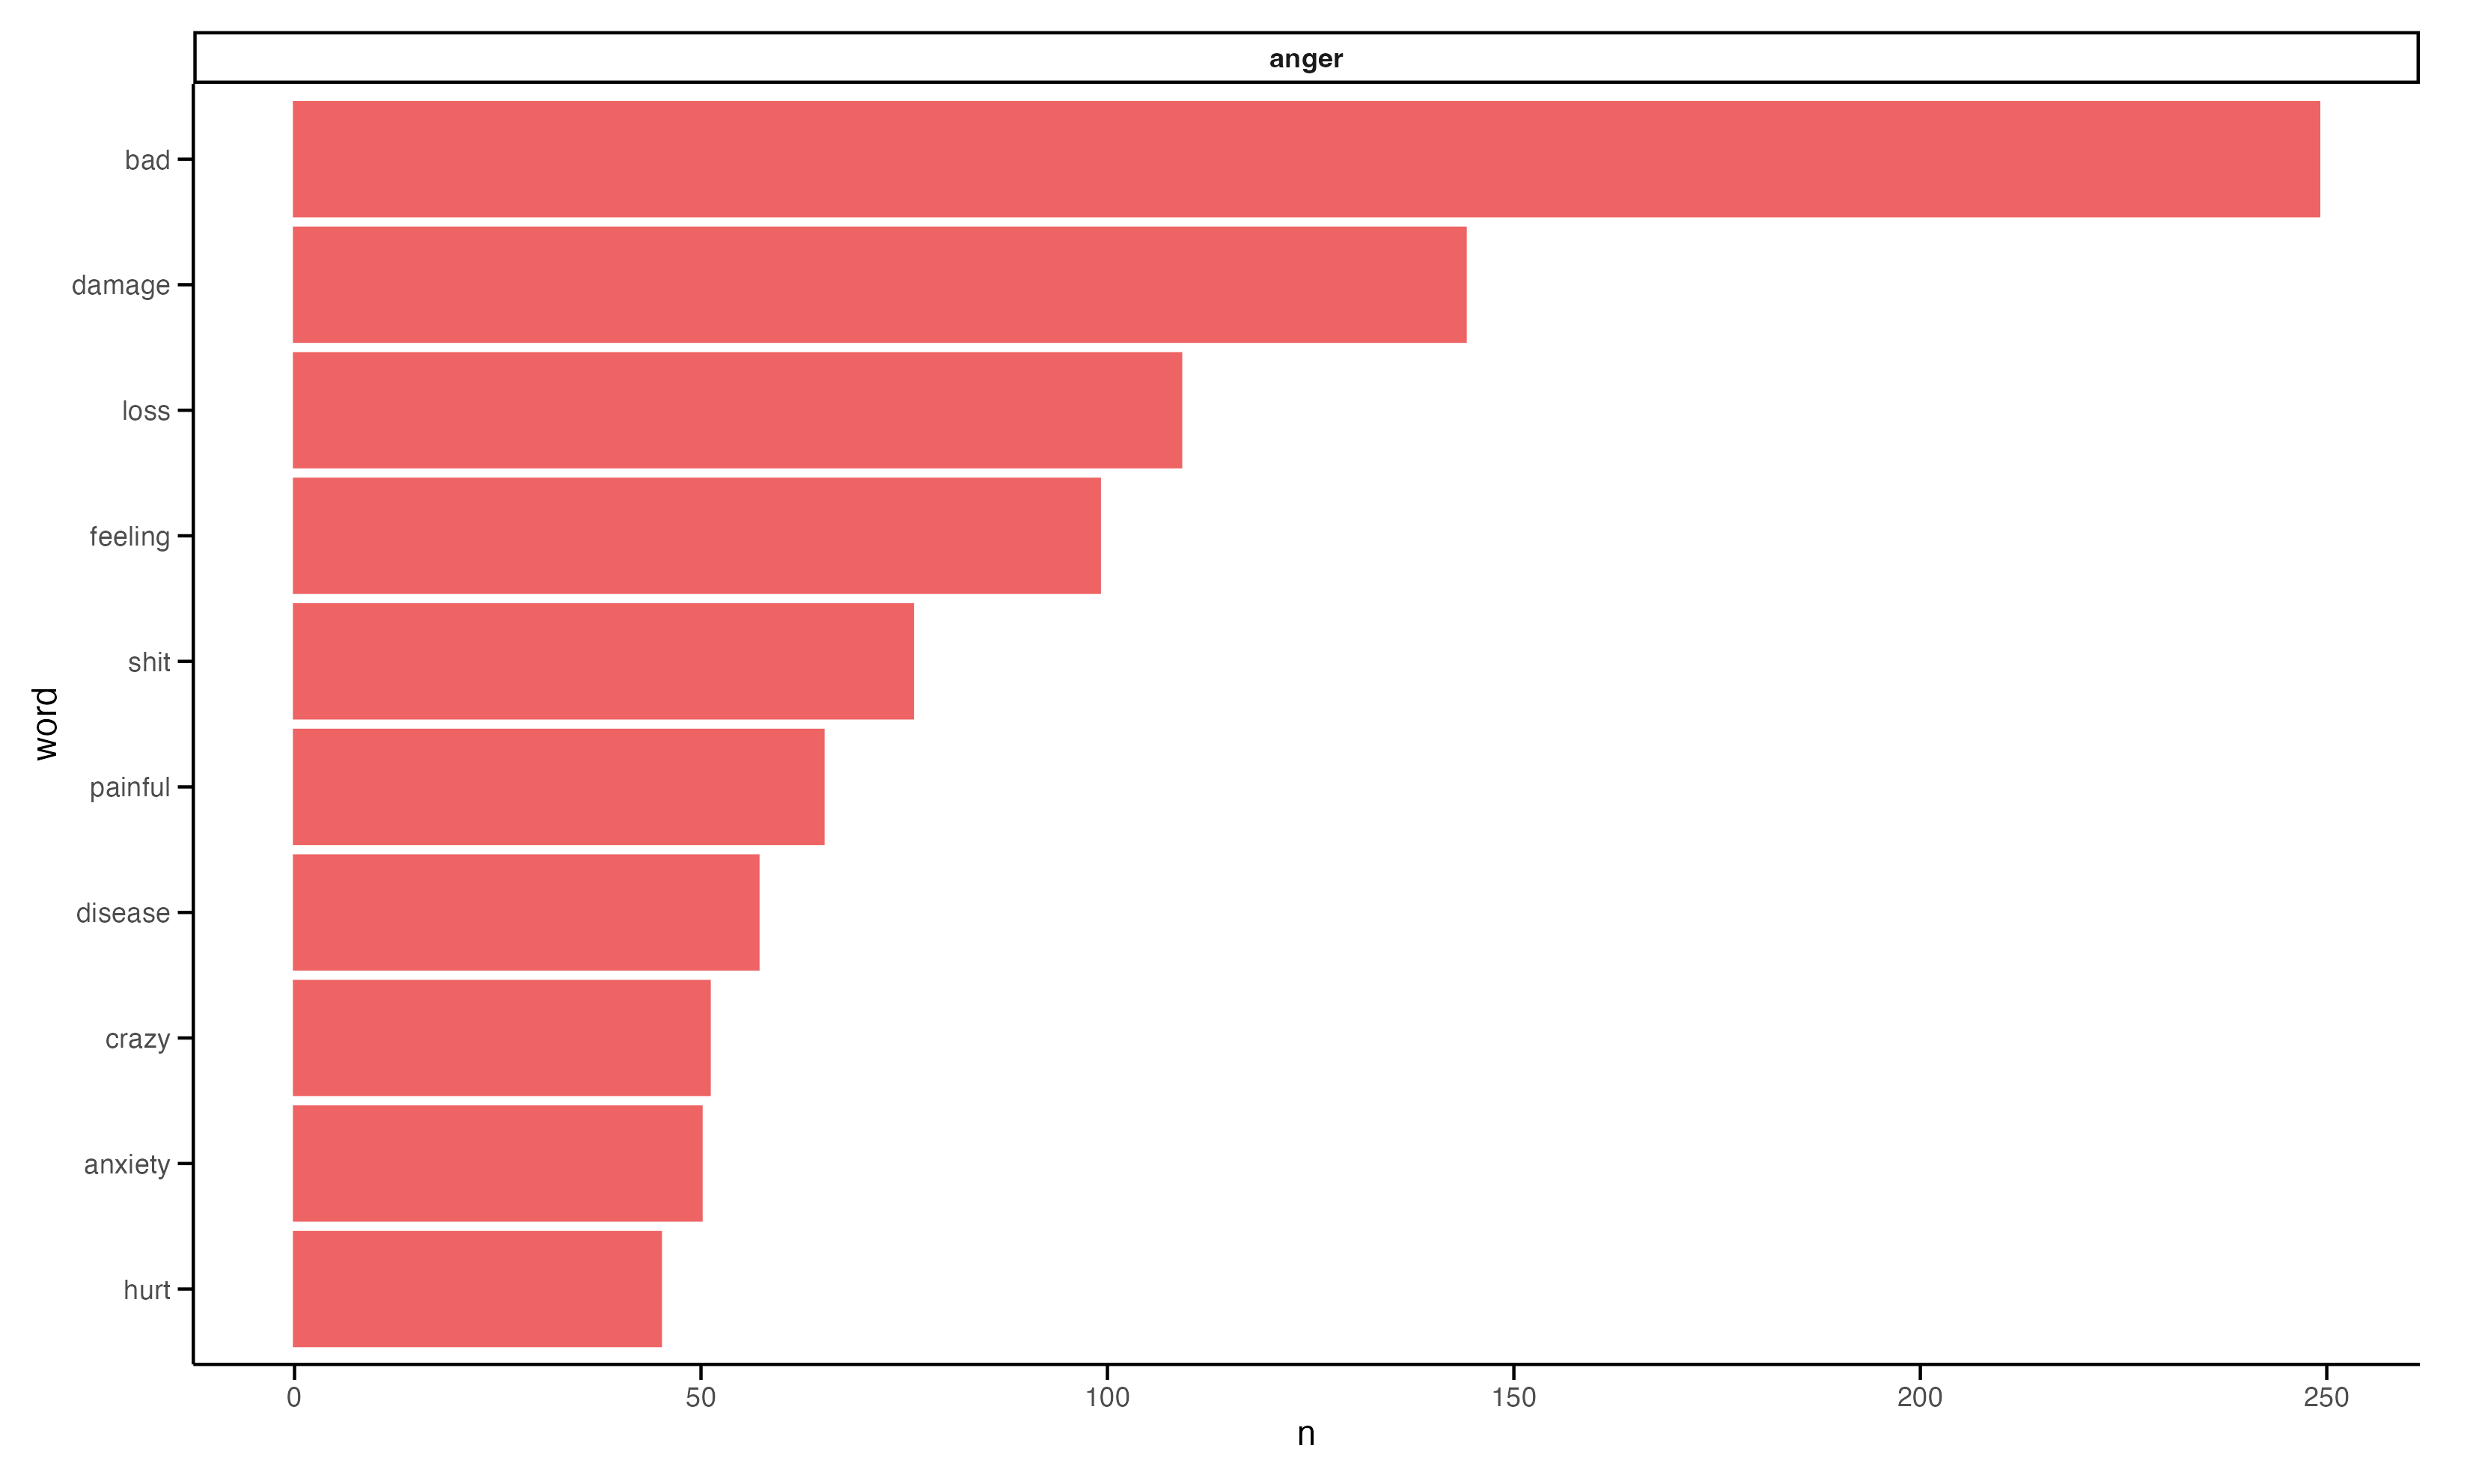 anger
bad
damage
loss
feeling
shit
painful
disease
crazy
anxiety
hurt
word
0 50 100 150 200 250
n